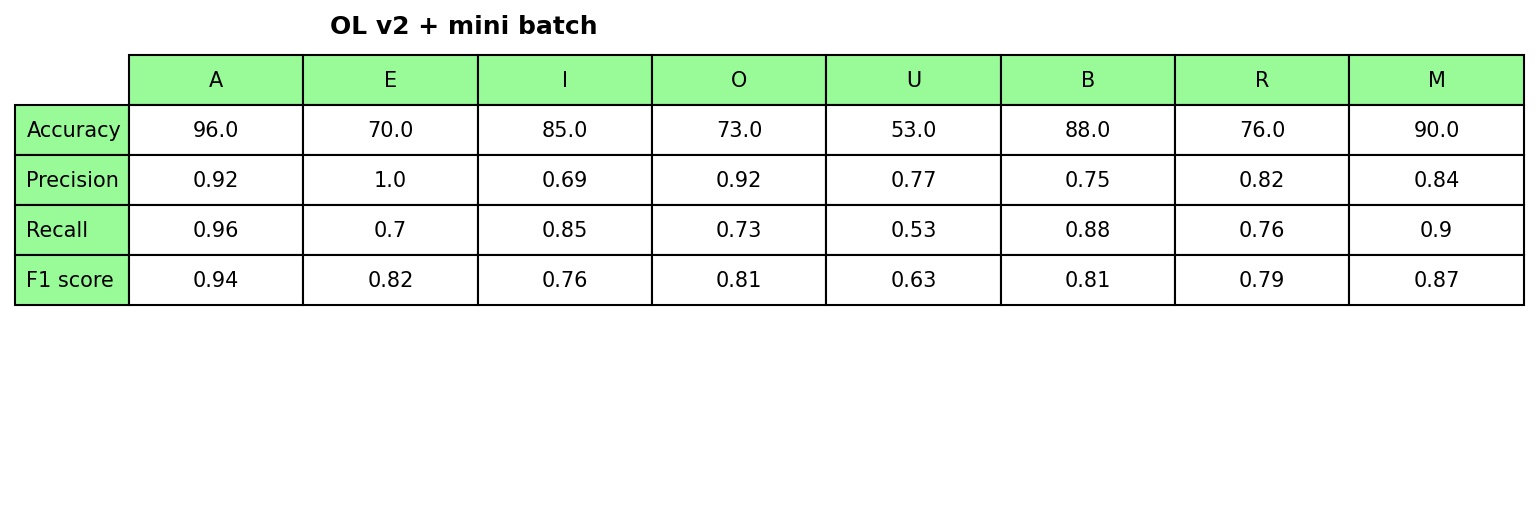 OL v2 + mini batch
A E I O U B R M
Accuracy 96.0 70.0 85.0 73.0 53.0 88.0 76.0 90.0
Precision 0.92 1.0 0.69 0.92 0.77 0.75 0.82 0.84
Recall 0.96 0.7 0.85 0.73 0.53 0.88 0.76 0.9
F1 score 0.94 0.82 0.76 0.81 0.63 0.81 0.79 0.87